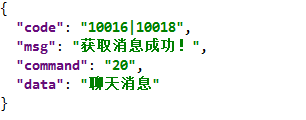 {
"code": "10016|10018",
"msg": "获取消息成功！",
"command": "20",
"data": "聊天消息"
}